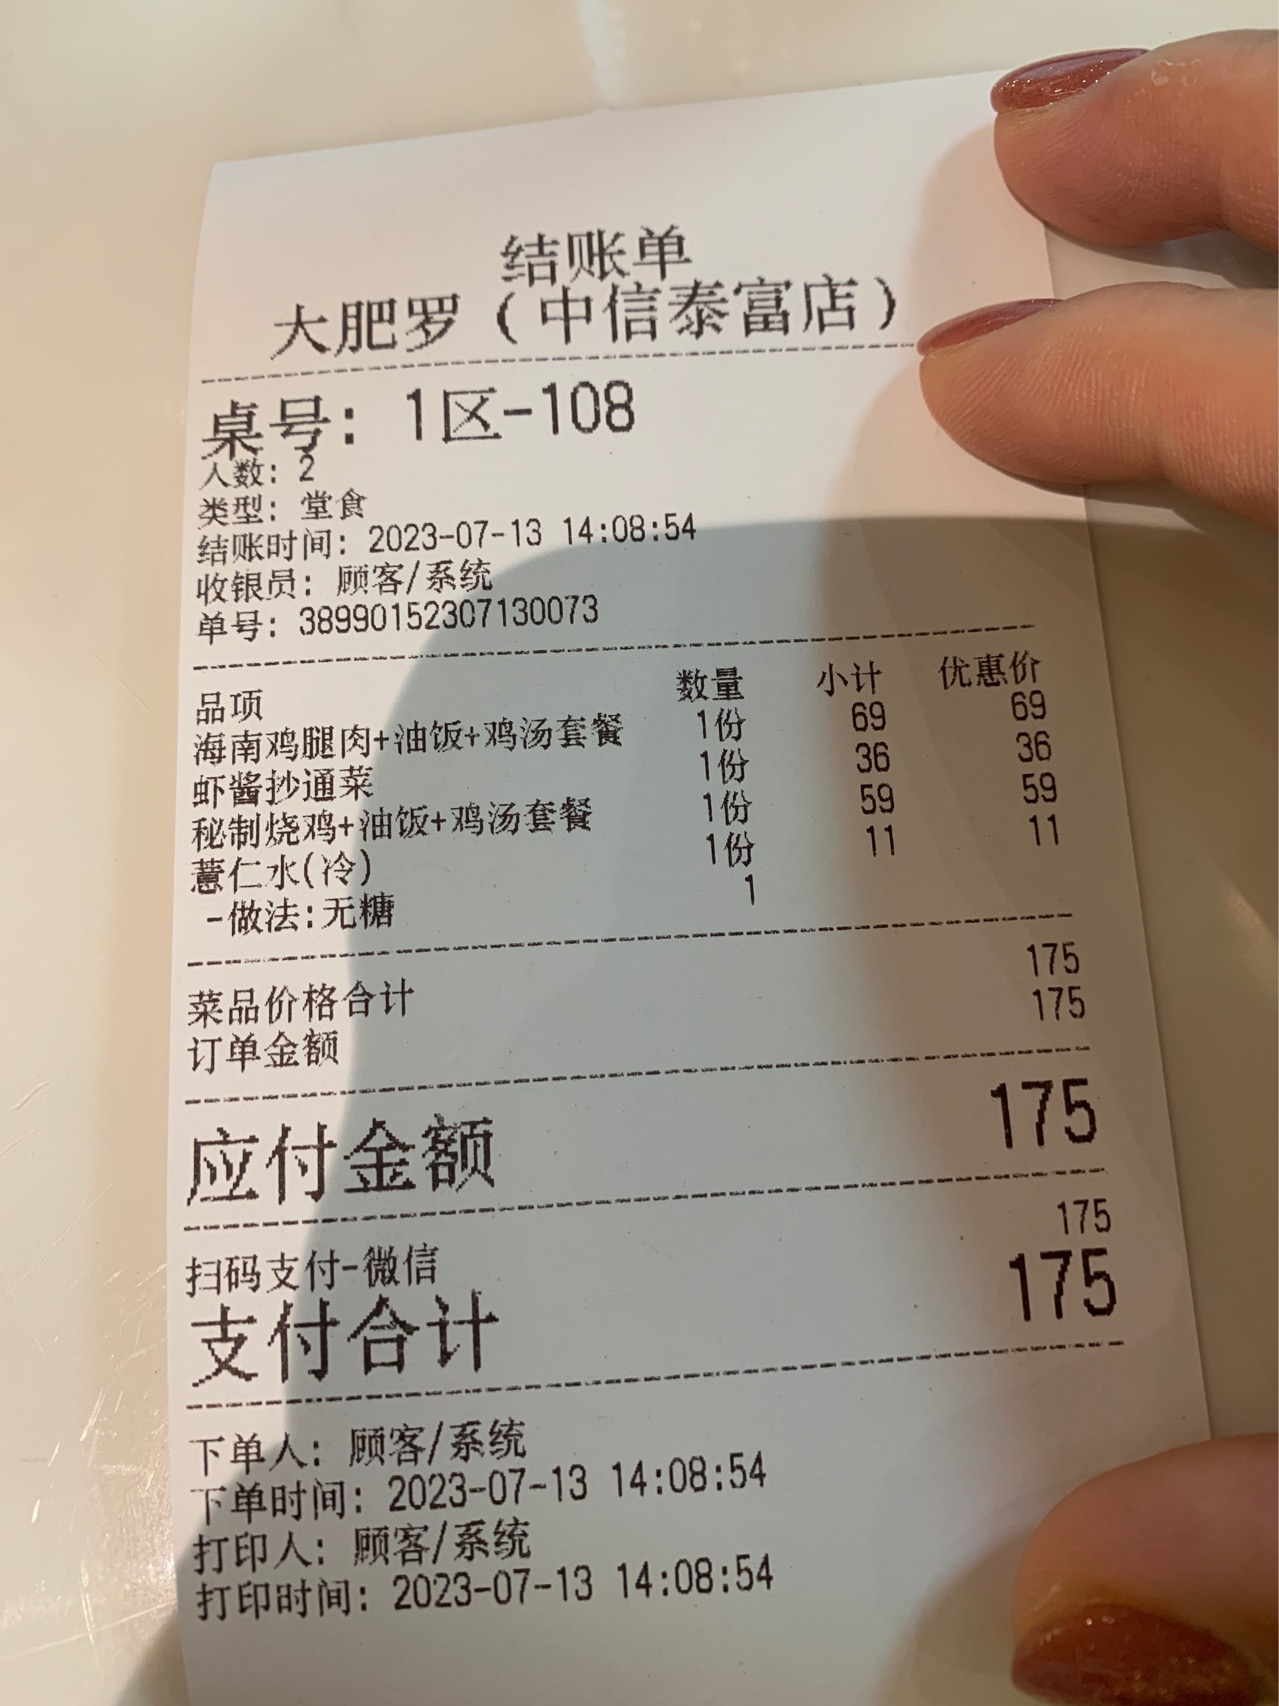 结账单
大肥罗（中信泰富店）
桌号: 1区-108
人数: 2
类型: 堂食
结账时间: 2023-07-13 14:08:54
收银员: 顾客/系统
单号: 38990152307130073
品项 数量 小计 优惠价
海南鸡腿肉+油饭+鸡汤套餐 1份 69 69
虾酱抄通菜 1份 36 36
秘制烧鸡+油饭+鸡汤套餐 1份 59 59
薏仁水(冷) 1份 11 11
-做法:无糖 1
菜品价格合计 175
订单金额 175
应付金额 175
扫码支付-微信 175
支付合计 175
下单人: 顾客/系统
下单时间: 2023-07-13 14:08:54
打印人: 顾客/系统
打印时间: 2023-07-13 14:08:54